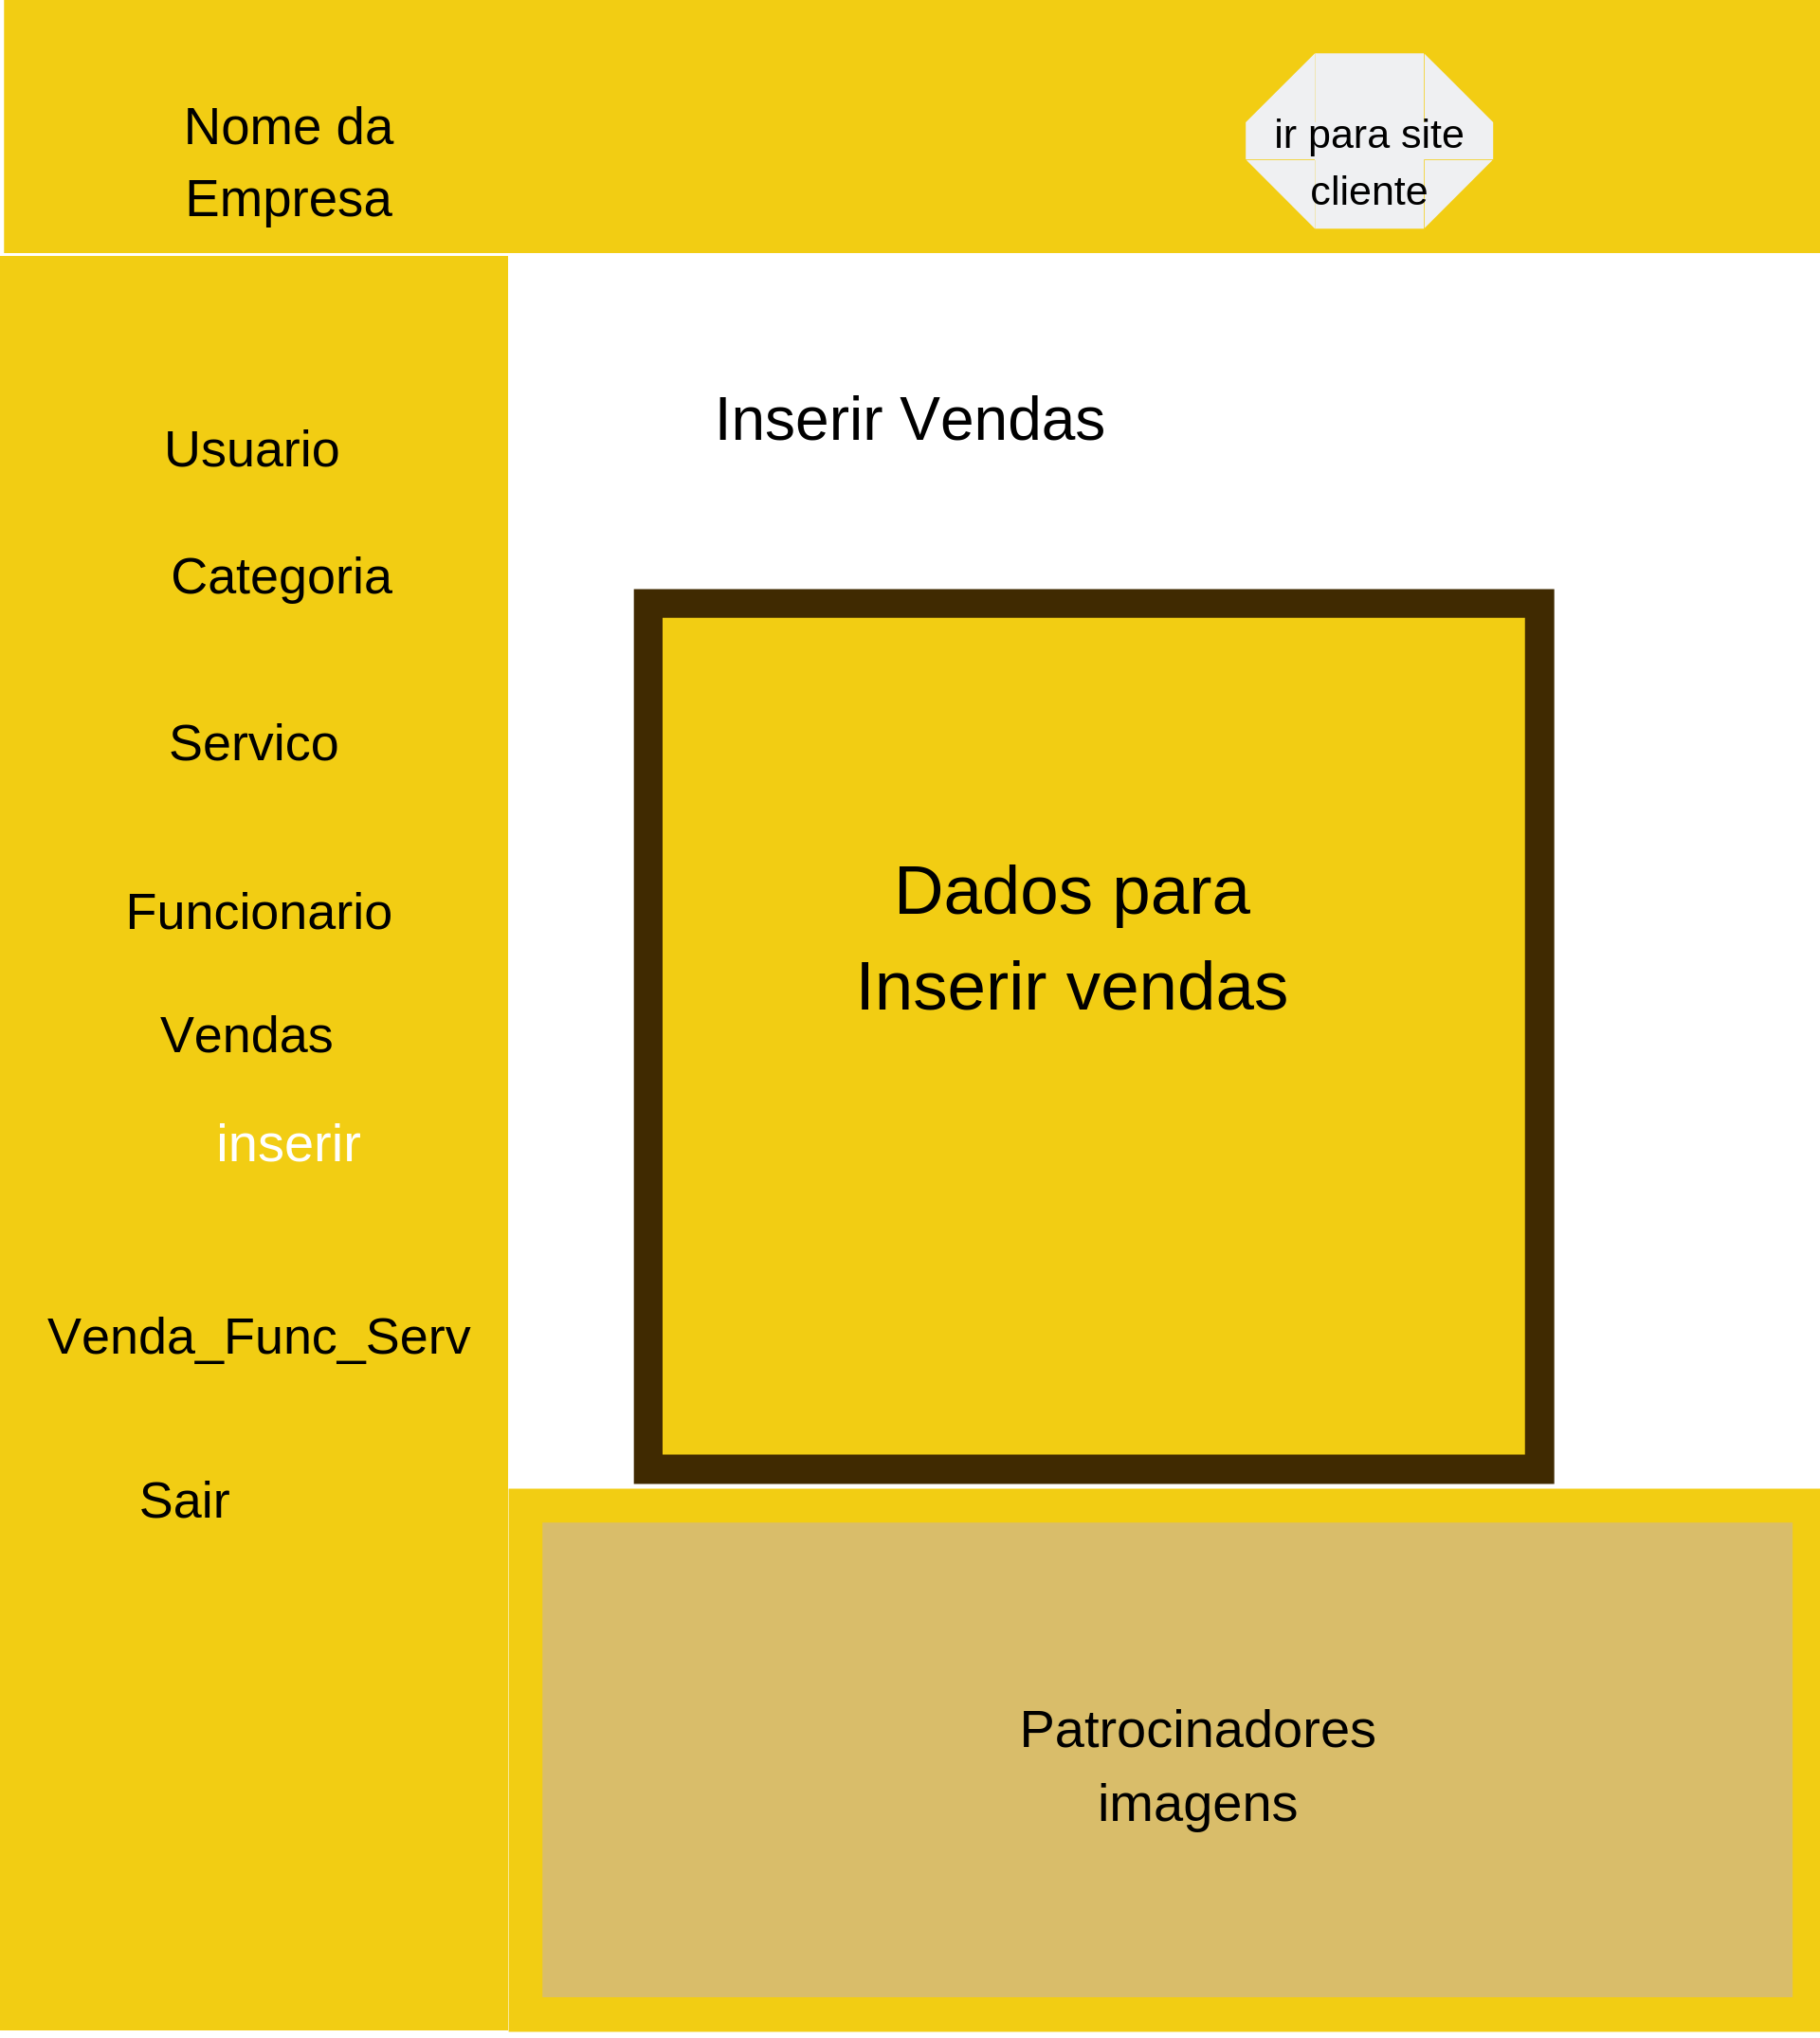 Nome da
Empresa
ir para site
cliente
Usuario
Categoria
Servico
Funcionario
Vendas
inserir
Venda_Func_Serv
Sair
Inserir Vendas
Dados para
Inserir vendas
Patrocinadores
imagens